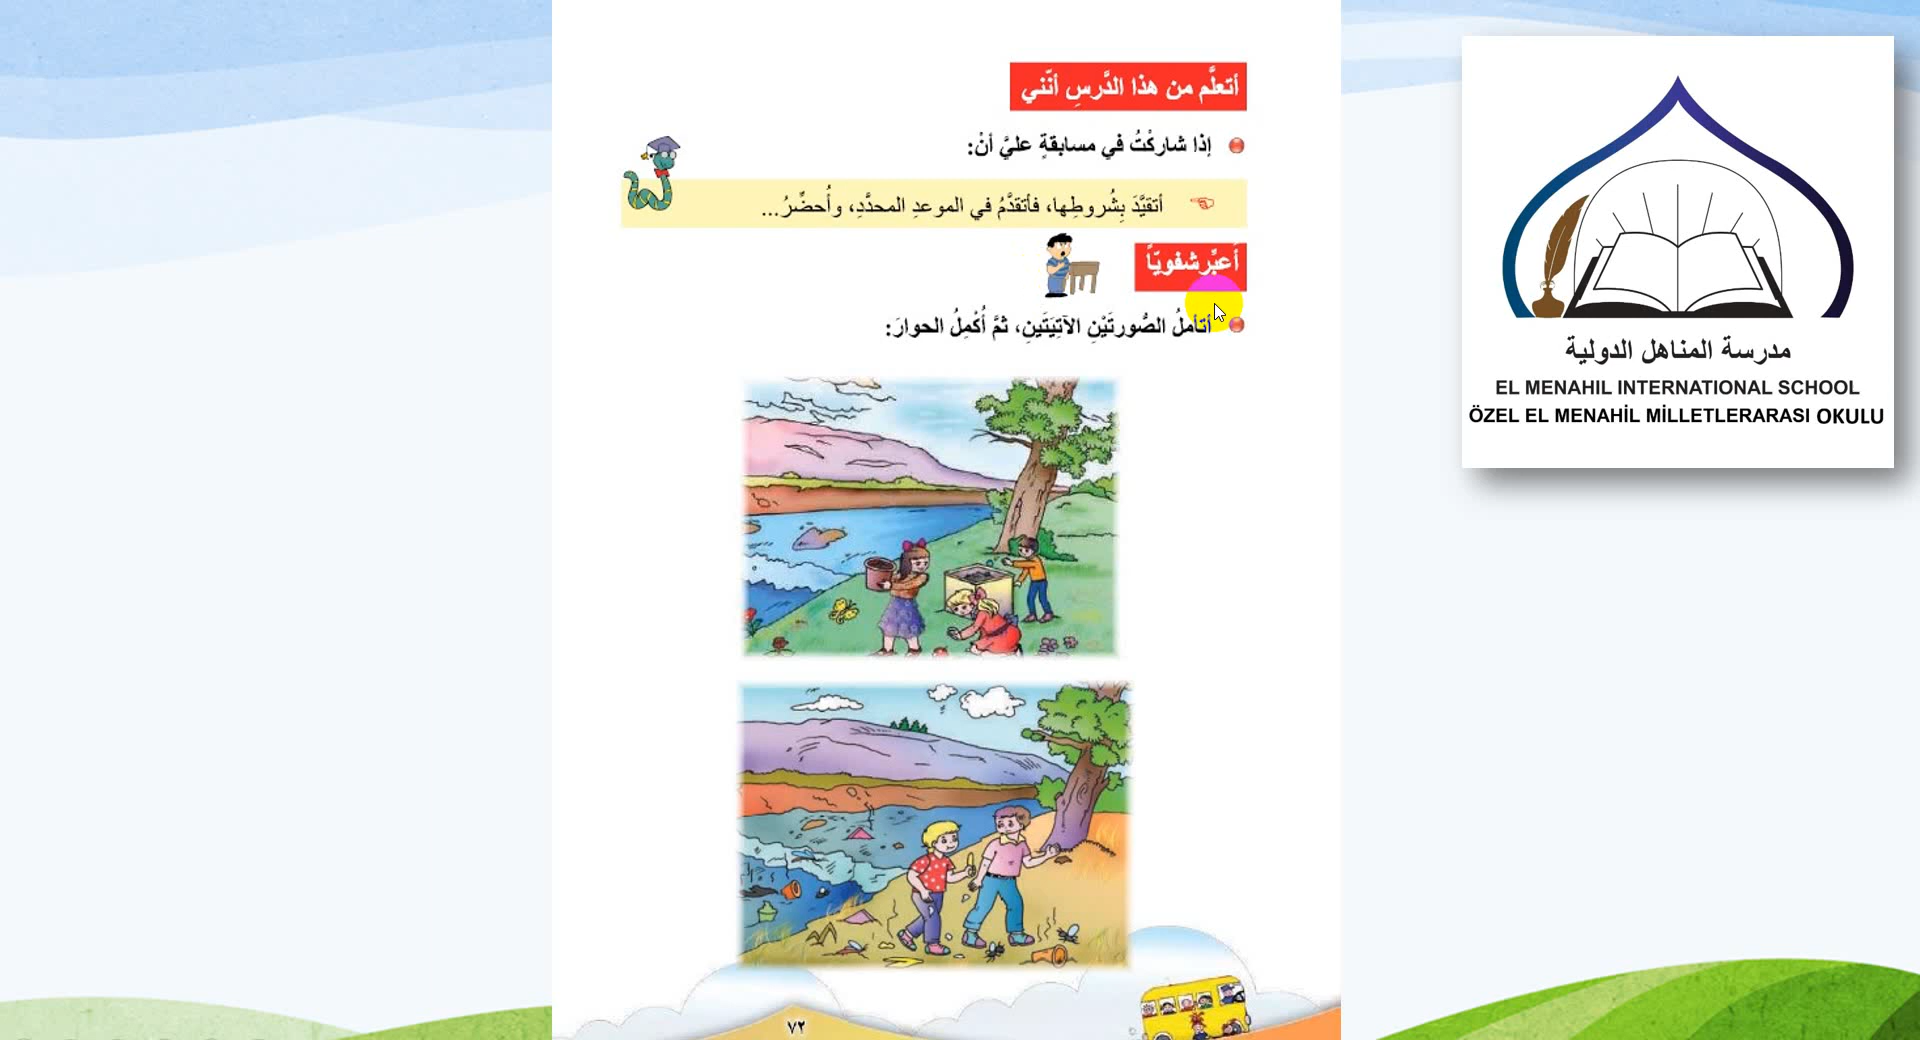 أتعلَّم من هذا الدَّرسِ أنّني
إذا شاركْتُ في مسابقةٍ عليَّ أنْ:
أتقيَّدَ بِشُروطِها، فأتقدَّمُ في الموعدِ المحدَّدِ، وأُحضِّرُ...
أعبِّر شفويّاً
أتأملُ الصُّورتَيْنِ الآتِيَتَينِ، ثمَّ أُكْمِلُ الحوارَ:
٧٢
مدرسة المناهل الدولية
EL MENAHIL INTERNATIONAL SCHOOL
ÖZEL EL MENAHİL MİLLETLERARASI OKULU